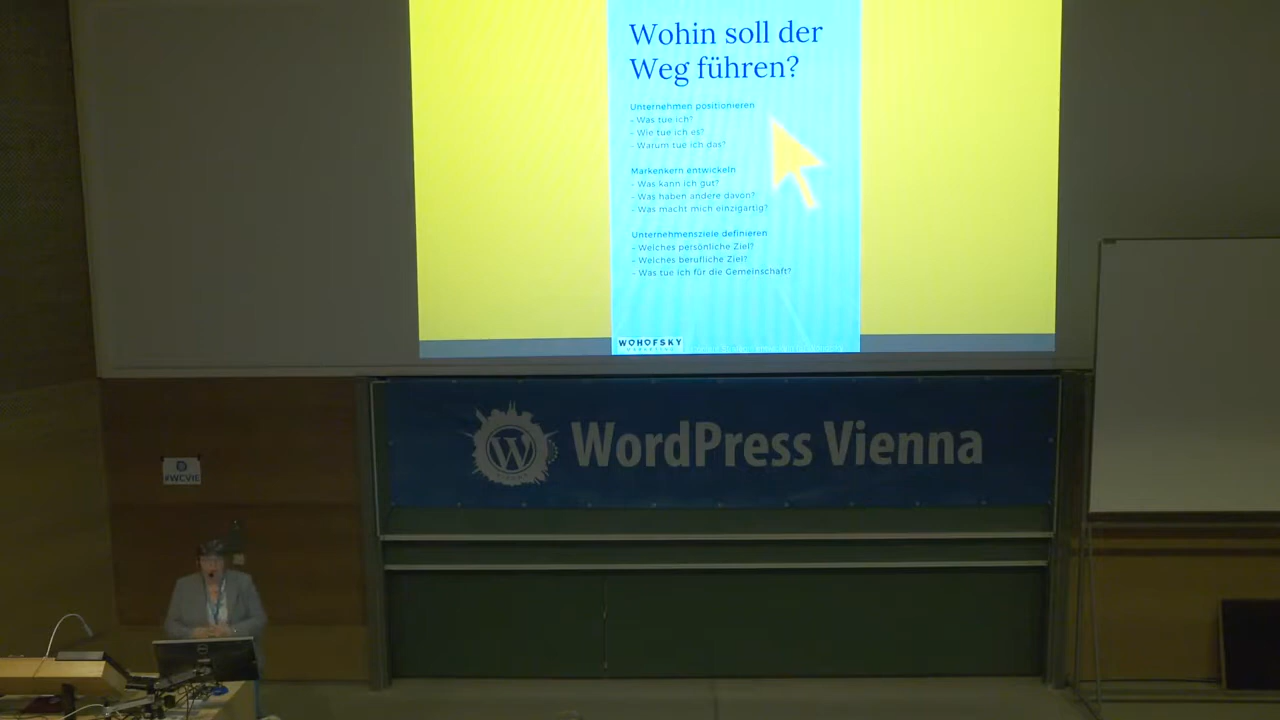 Wohin soll der
Weg führen?
Unternehmen positionieren
- Was tue ich?
- Wie tue ich es?
- Warum tue ich das?
Markenkern entwickeln
- Was kann ich gut?
- Was haben andere davon?
- Was macht mich einzigartig?
Unternehmensziele definieren
- Welches persönliche Ziel?
- Welches berufliche Ziel?
- Was tue ich für die Gemeinschaft?
WOHOFSKY
MARKETING
WordPress Vienna
#WCVIE